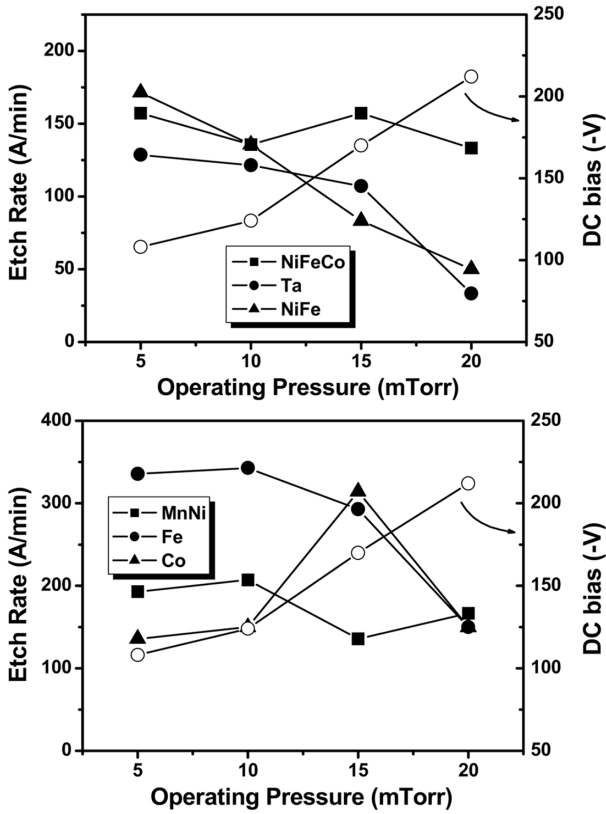 Etch Rate (A/min)
200
150
100
50
0
250
200
150
100
50
DC bias (-V)
NiFeCo
Ta
NiFe
5 10 15 20
Operating Pressure (mTorr)
Etch Rate (A/min)
400
300
200
100
0
250
200
150
100
50
DC bias (-V)
MnNi
Fe
Co
5 10 15 20
Operating Pressure (mTorr)